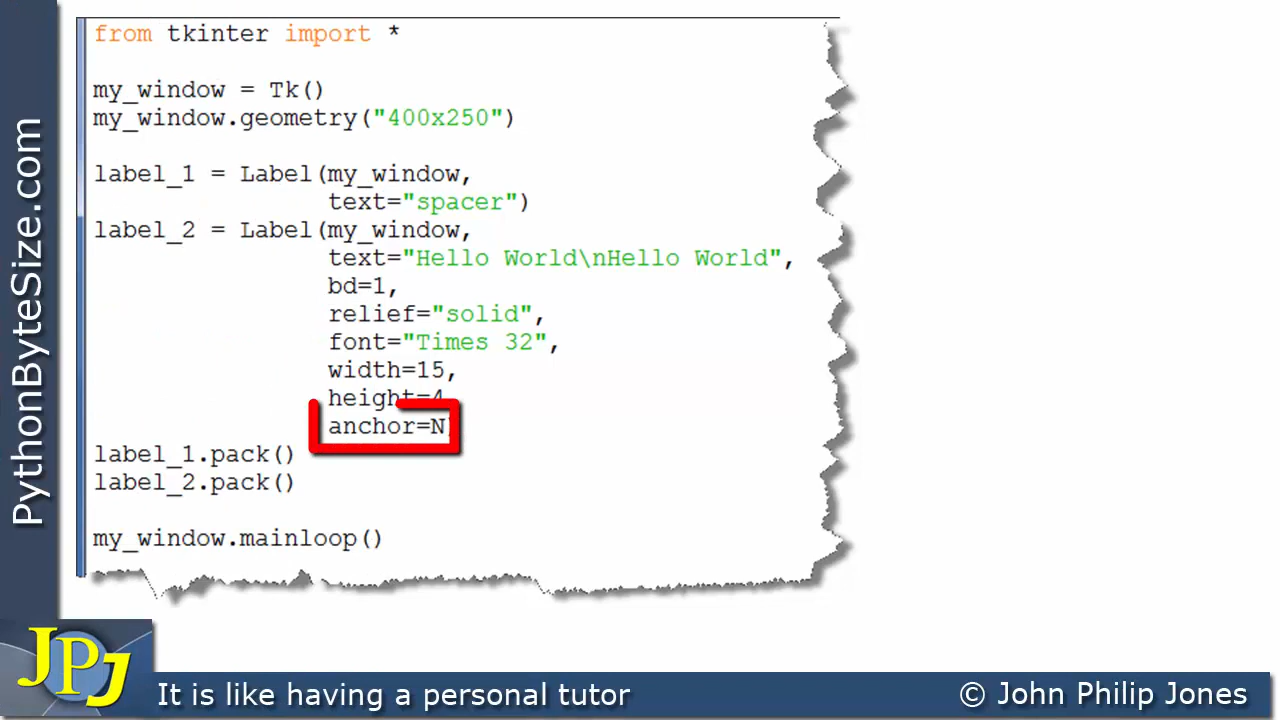 from tkinter import *
my_window = Tk()
my_window.geometry("400x250")
label_1 = Label(my_window,
text="spacer")
label_2 = Label(my_window,
text="Hello World\nHello World",
bd=1,
relief="solid",
font="Times 32",
width=15,
height=4
anchor=N
label_1.pack()
label_2.pack()
my_window.mainloop()
PythonByteSize.com
JPJ
It is like having a personal tutor
© John Philip Jones